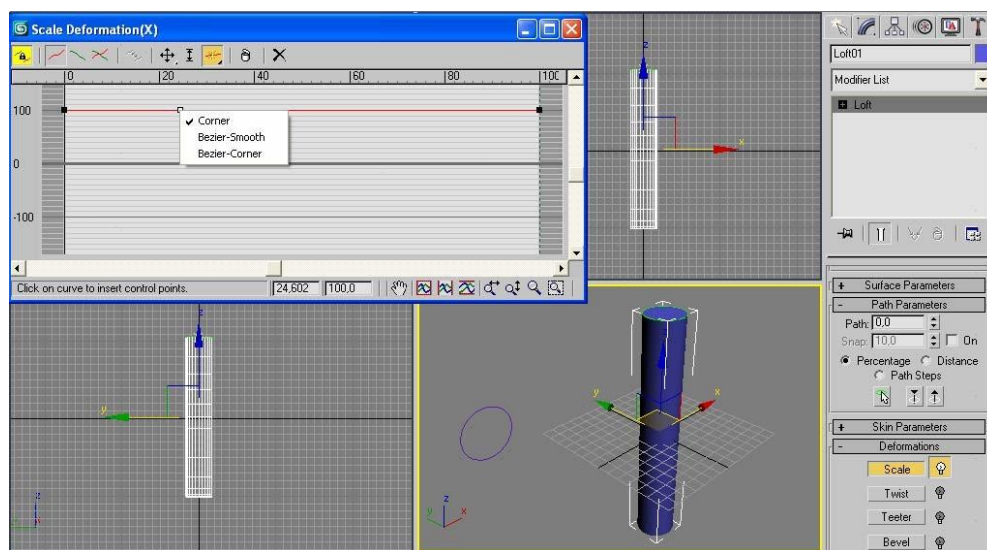 Scale Deformation(X)
0 20 40 60 80 100
100
0
-100
Corner
Bezier-Smooth
Bezier-Corner
Click on curve to insert control points.
24,602 100,0
z
x
z
y
z
x
y x
z
y x
Loft01
Modifier List
Loft
+ Surface Parameters
- Path Parameters
Path: 0,0
Snap: 10,0 On
Percentage Distance
Path Steps
+ Skin Parameters
- Deformations
Scale
Twist
Teeter
Bevel